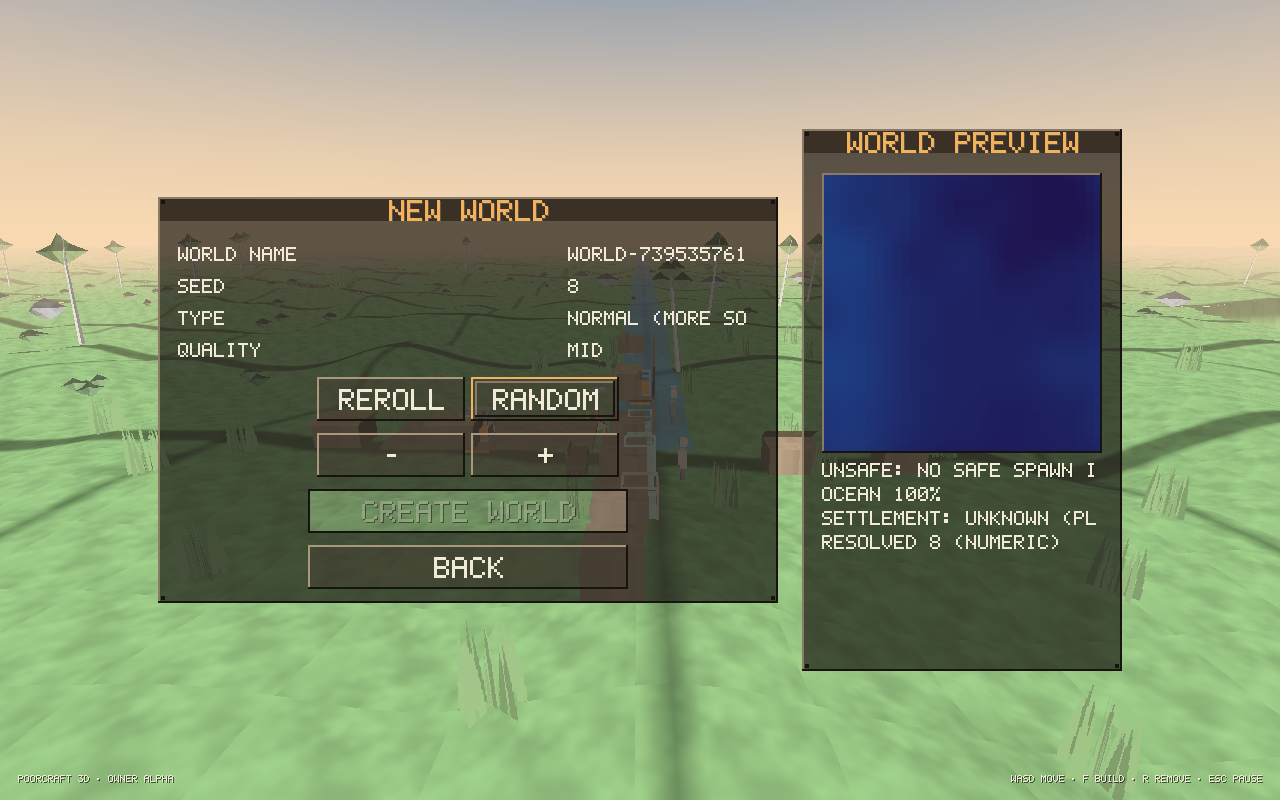 NEW WORLD
WORLD NAME WORLD-739535761
SEED 8
TYPE NORMAL (MORE SO
QUALITY MID
REROLL RANDOM
- +
CREATE WORLD
BACK
WORLD PREVIEW
UNSAFE: NO SAFE SPAWN I
OCEAN 100%
SETTLEMENT: UNKNOWN (PL
RESOLVED 8 (NUMERIC)
POORCRAFT 3D · OWNER ALPHA
WASD MOVE · F BUILD · R REMOVE · ESC PAUSE